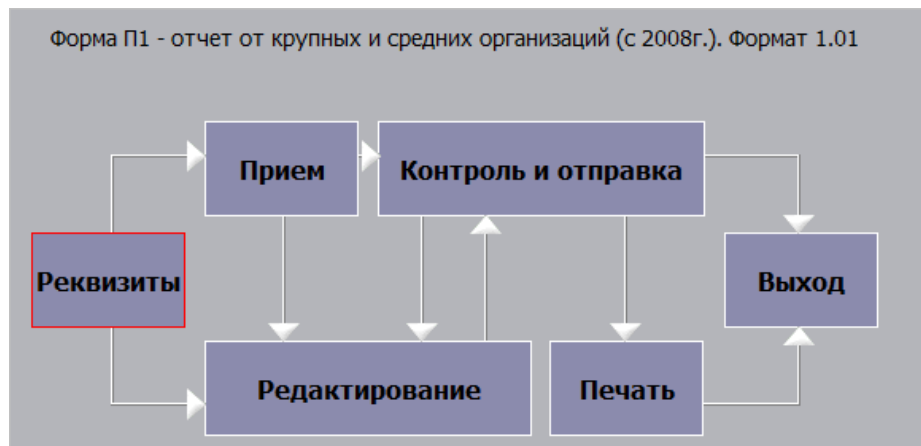 Форма П1 - отчет от крупных и средних организаций (с 2008г.). Формат 1.01
Прием
Контроль и отправка
Реквизиты
Выход
Редактирование
Печать